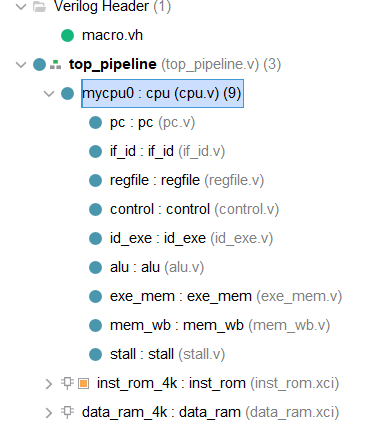 Verilog Header (1)
macro.vh
top_pipeline (top_pipeline.v) (3)
mycpu0 : cpu (cpu.v) (9)
pc : pc (pc.v)
if_id : if_id (if_id.v)
regfile : regfile (regfile.v)
control : control (control.v)
id_exe : id_exe (id_exe.v)
alu : alu (alu.v)
exe_mem : exe_mem (exe_mem.v)
mem_wb : mem_wb (mem_wb.v)
stall : stall (stall.v)
inst_rom_4k : inst_rom (inst_rom.xci)
data_ram_4k : data_ram (data_ram.xci)